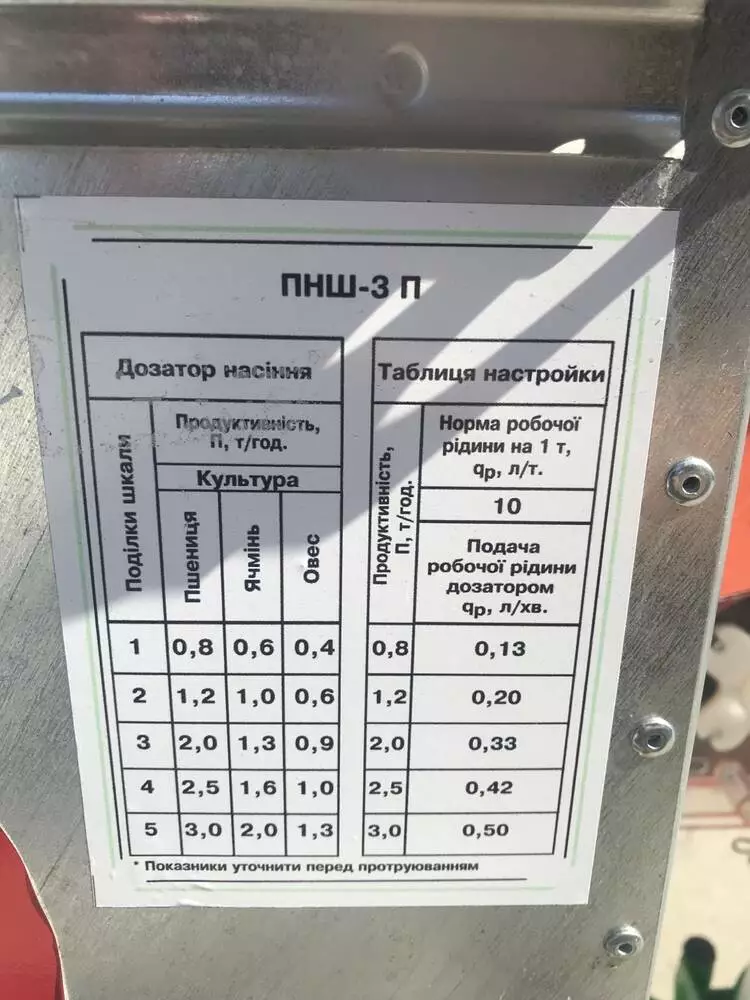 ПНШ-3 П
Дозатор насіння
Поділки шкали
Продуктивність,
П, т/год.
Культура
Пшениця
Ячмінь
Овес
1 0,8 0,6 0,4
2 1,2 1,0 0,6
3 2,0 1,3 0,9
4 2,5 1,6 1,0
5 3,0 2,0 1,3
Таблиця настройки
Продуктивність,
П, т/год.
Норма робочої
рідини на 1 т,
qр, л/т.
10
Подача
робочої рідини
дозатором
qр, л/хв.
0,8 0,13
1,2 0,20
2,0 0,33
2,5 0,42
3,0 0,50
* Показники уточнити перед протруюванням